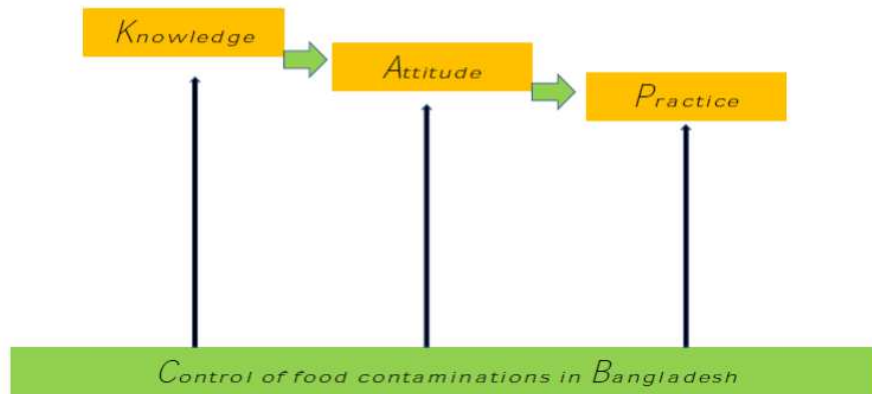 Knowledge
Attitude
Practice
Control of food contaminations in Bangladesh